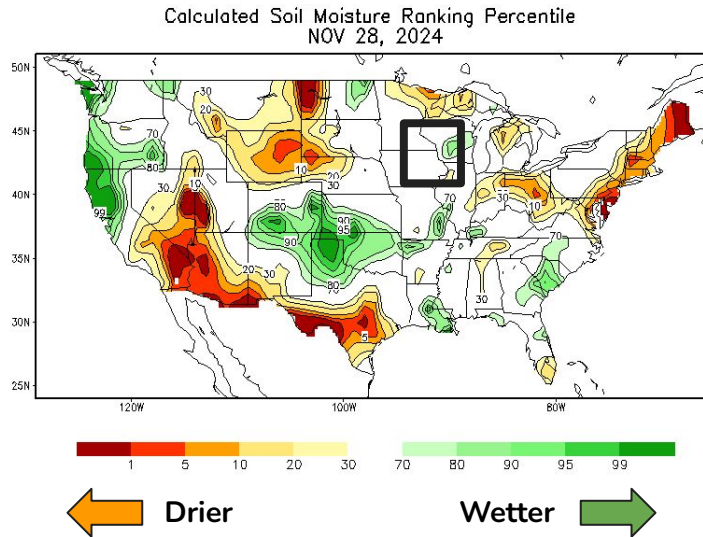 Calculated Soil Moisture Ranking Percentile
NOV 28, 2024
50N
45N
40N
35N
30N
25N
30
20
70
80
10
20
30
10
30
99
80
90
95
90
70
30
10
20
30
80
70
30
5
120W
100W
80W
1 5 10 20 30
70 80 90 95 99
Drier
Wetter